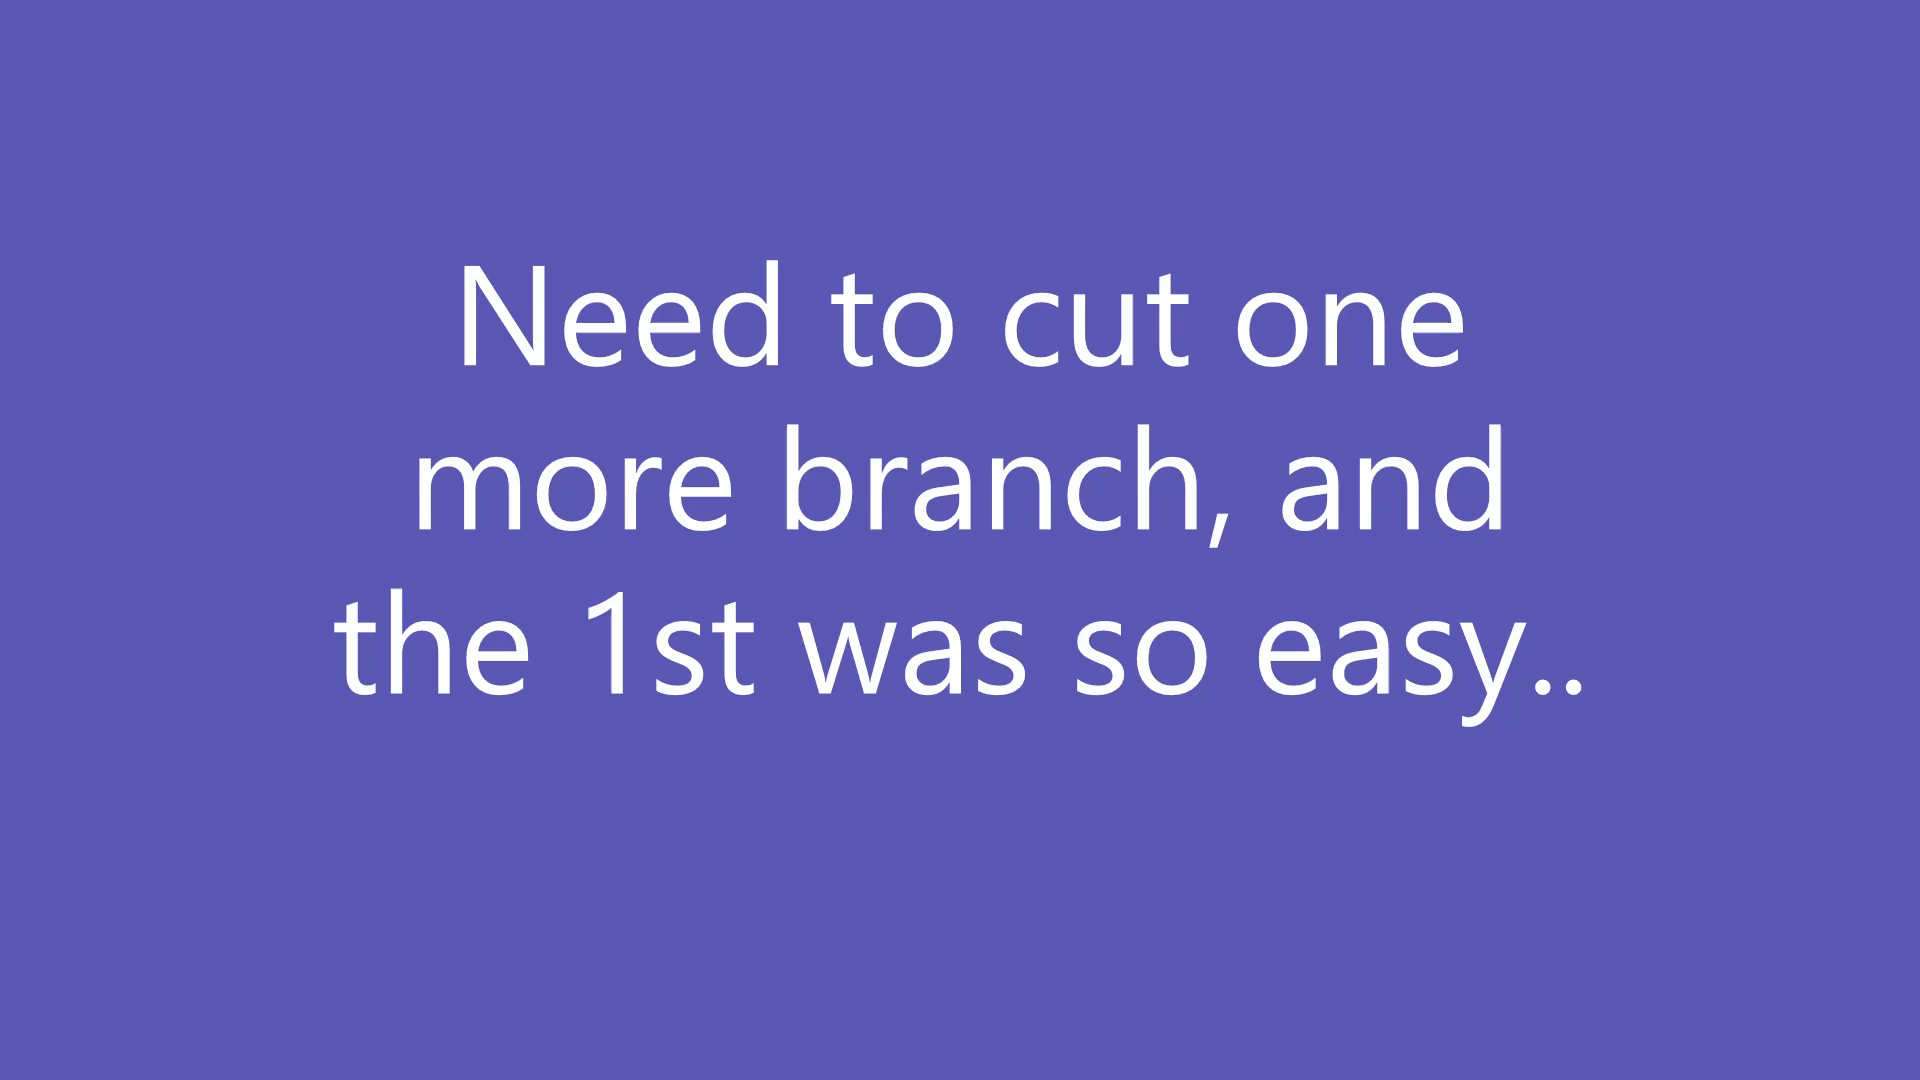 Need to cut one
more branch, and
the 1st was so easy..